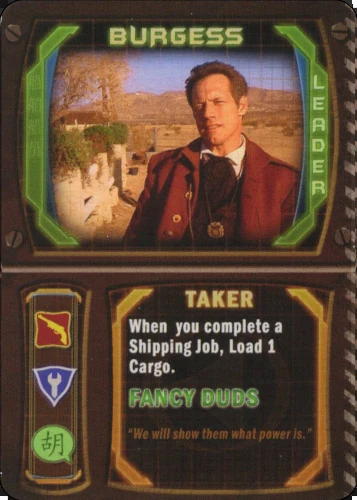 BURGESS
LEADER
TAKER
When you complete a
Shipping Job, Load 1
Cargo.
FANCY DUDS
"We will show them what power is."
胡